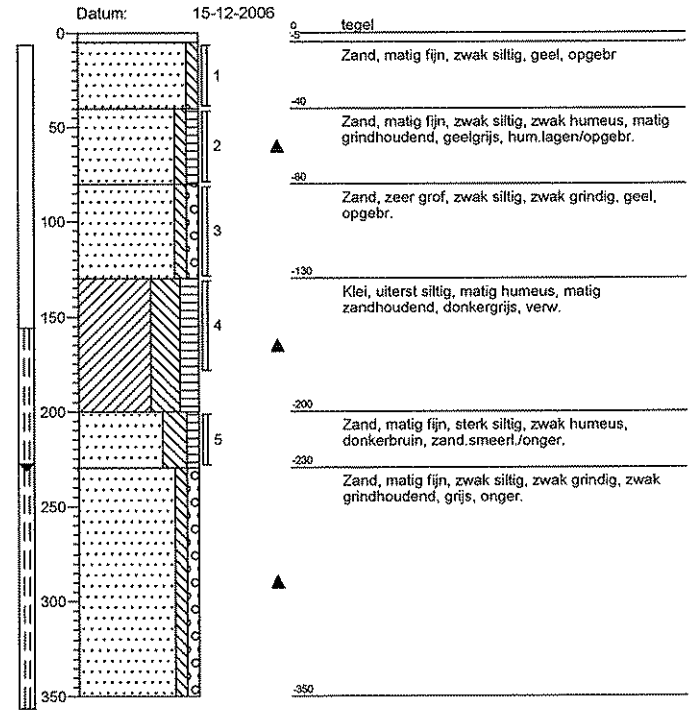 Datum: 15-12-2006
0
0
tegel
-5
Zand, matig fijn, zwak siltig, geel, opgebr
1
-40
50
2
Zand, matig fijn, zwak siltig, zwak humeus, matig
grindhoudend, geelgrijs, hum.lagen/opgebr.
-80
100
3
Zand, zeer grof, zwak siltig, zwak grindig, geel,
opgebr.
-130
150
4
Klei, uiterst siltig, matig humeus, matig
zandhoudend, donkergrijs, verw.
200
-200
5
Zand, matig fijn, sterk siltig, zwak humeus,
donkerbruin, zand.smeerl./onger.
-230
250
Zand, matig fijn, zwak siltig, zwak grindig, zwak
grindhoudend, grijs, onger.
300
350
-350